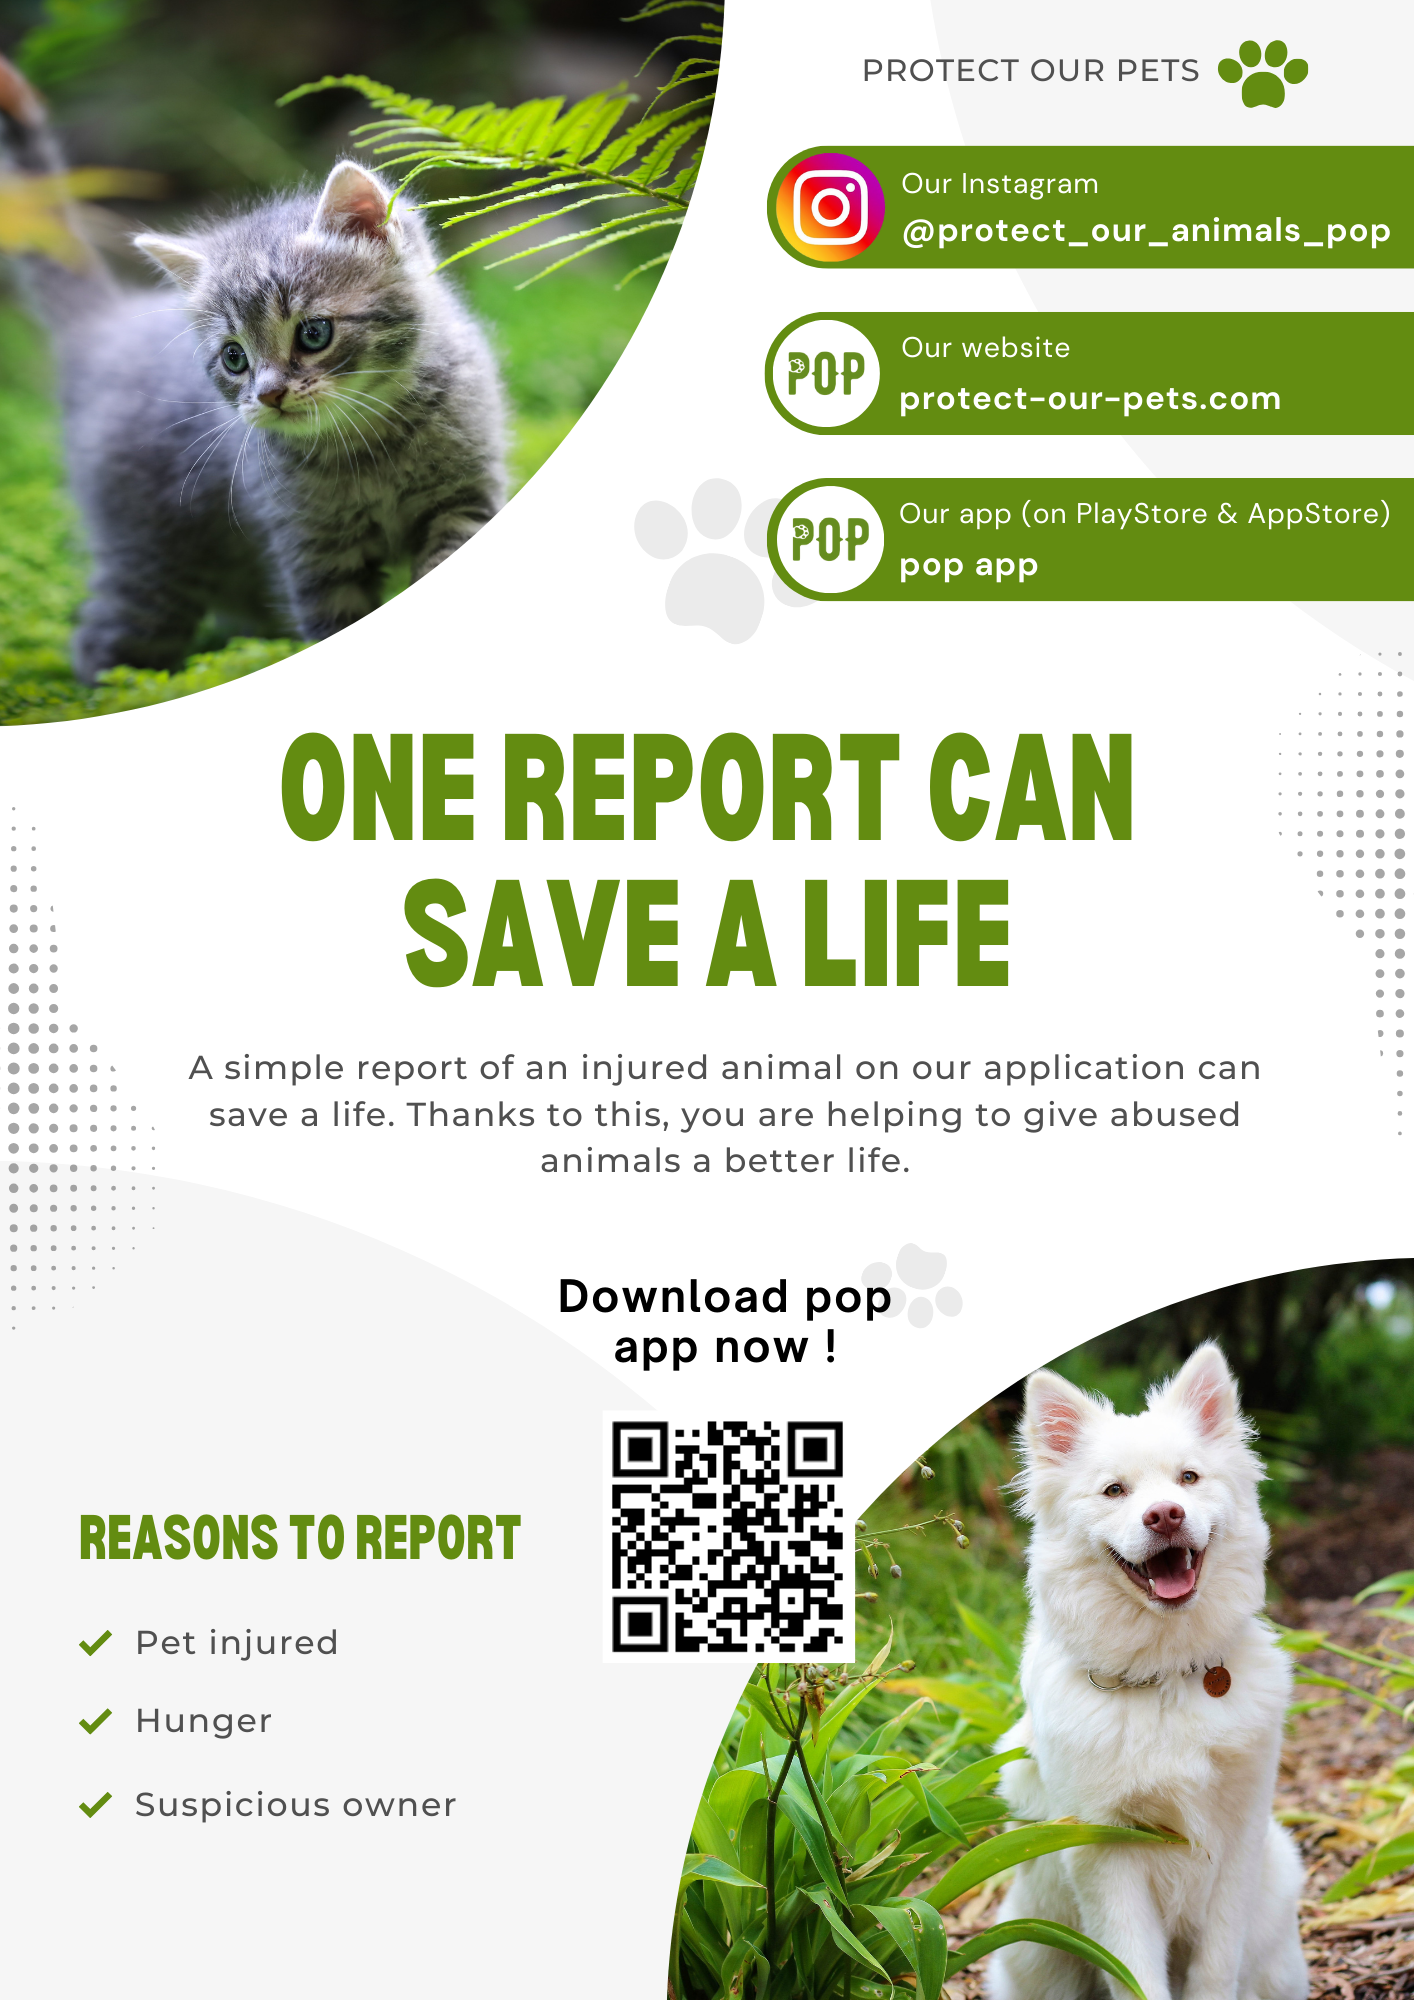 PROTECT OUR PETS
Our Instagram
@protect_our_animals_pop
POP
Our website
protect-our-pets.com
POP
Our app (on PlayStore & AppStore)
pop app
ONE REPORT CAN
SAVE A LIFE
A simple report of an injured animal on our application can
save a life. Thanks to this, you are helping to give abused
animals a better life.
Download pop
app now !
REASONS TO REPORT
Pet injured
Hunger
Suspicious owner